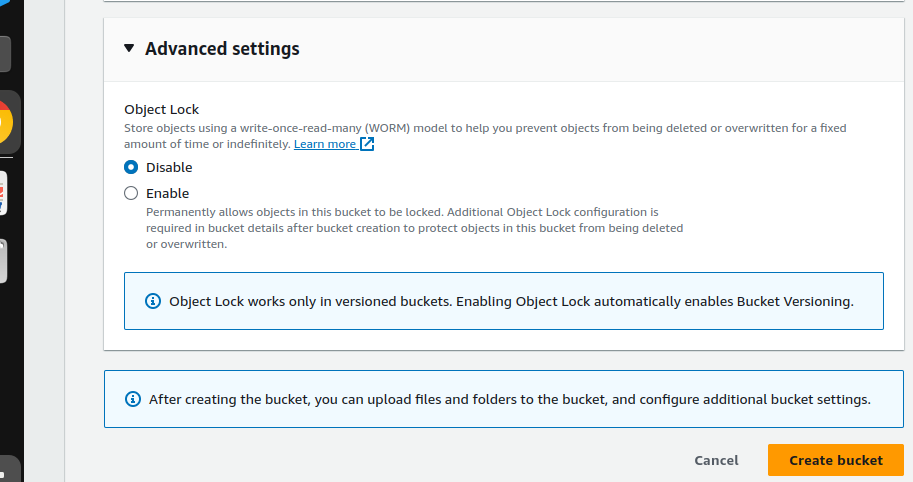 Advanced settings
Object Lock
Store objects using a write-once-read-many (WORM) model to help you prevent objects from being deleted or overwritten for a fixed
amount of time or indefinitely. Learn more
Disable
Enable
Permanently allows objects in this bucket to be locked. Additional Object Lock configuration is
required in bucket details after bucket creation to protect objects in this bucket from being deleted
or overwritten.
Object Lock works only in versioned buckets. Enabling Object Lock automatically enables Bucket Versioning.
After creating the bucket, you can upload files and folders to the bucket, and configure additional bucket settings.
Cancel Create bucket